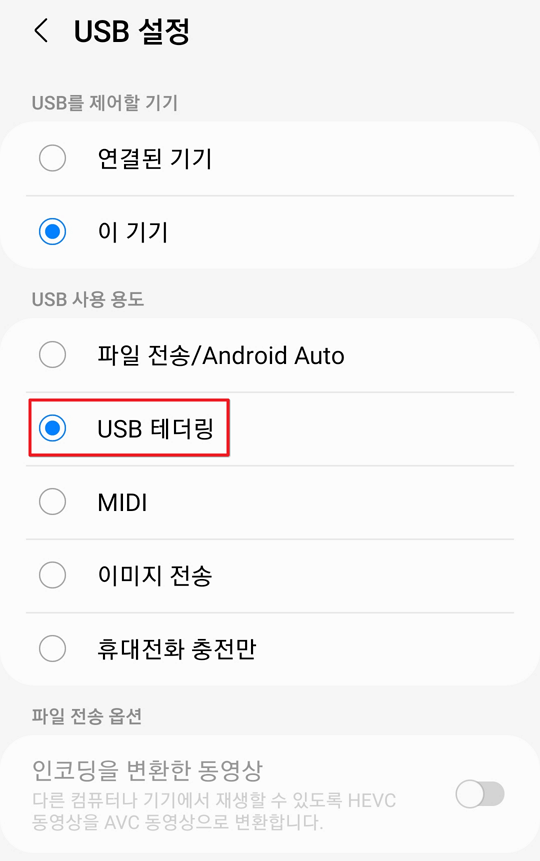 USB 설정
USB를 제어할 기기
연결된 기기
이 기기
USB 사용 용도
파일 전송/Android Auto
USB 테더링
MIDI
이미지 전송
휴대전화 충전만
파일 전송 옵션
인코딩을 변환한 동영상
다른 컴퓨터나 기기에서 재생할 수 있도록 HEVC
동영상을 AVC 동영상으로 변환합니다.